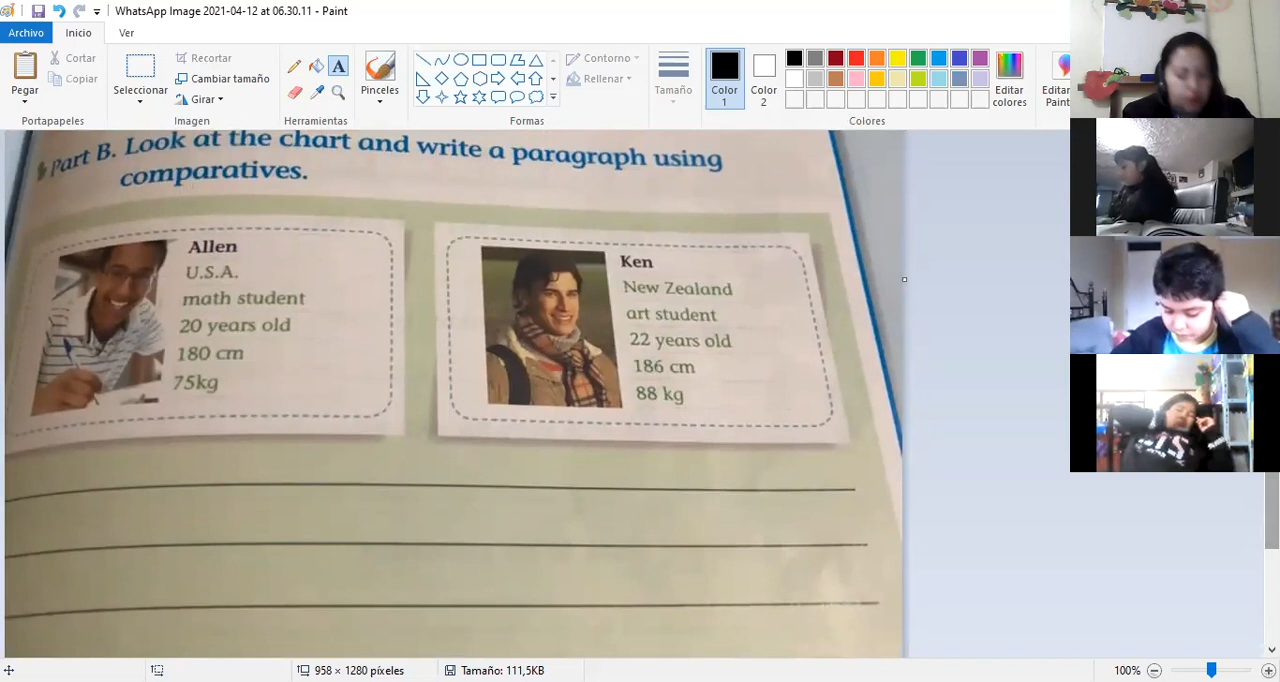 WhatsApp Image 2021-04-12 at 06.30.11 - Paint
Archivo Inicio Ver
Pegar
Cortar
Copiar
Portapapeles
Seleccionar
Recortar
Cambiar tamaño
Girar
Imagen
A
Herramientas
Pinceles
Contorno
Rellenar
Formas
Tamaño
Color 1
Color 2
Editar colores
Colores
Editar
Paint
Part B. Look at the chart and write a paragraph using
comparatives.
Allen
U.S.A.
math student
20 years old
180 cm
75kg
Ken
New Zealand
art student
22 years old
186 cm
88 kg
958 × 1280 píxeles
Tamaño: 111,5KB
100%